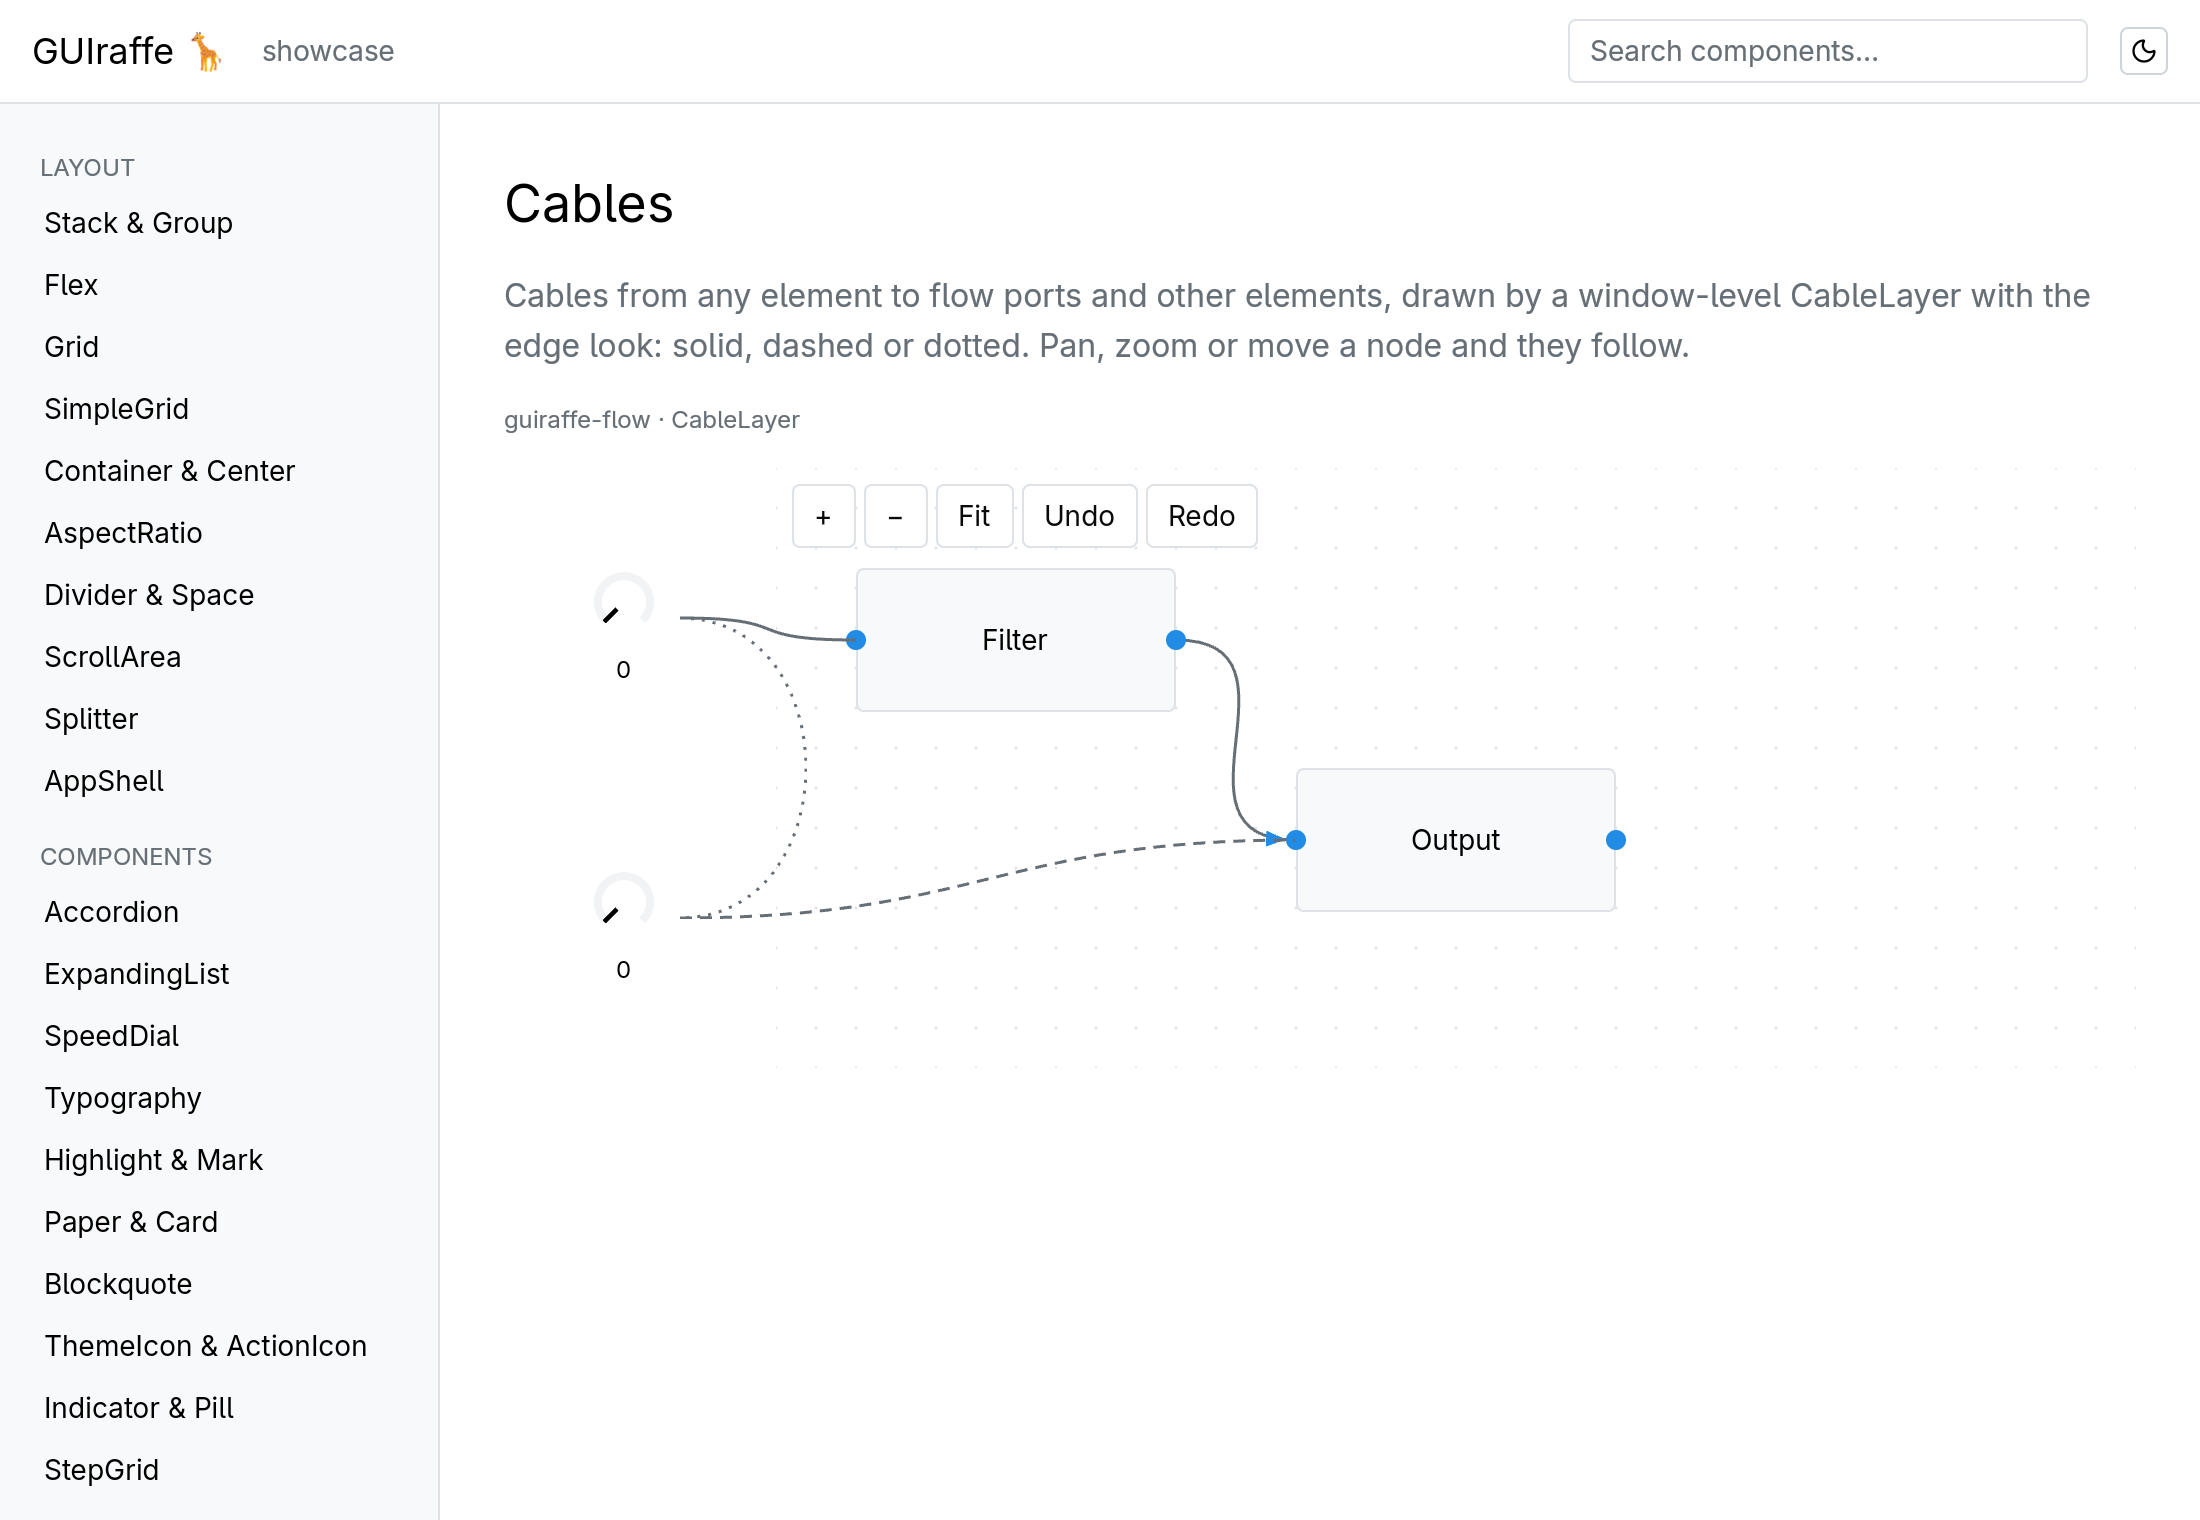 GUIraffe 🦒 showcase
Search components...
LAYOUT
Stack & Group
Flex
Grid
SimpleGrid
Container & Center
AspectRatio
Divider & Space
ScrollArea
Splitter
AppShell
COMPONENTS
Accordion
ExpandingList
SpeedDial
Typography
Highlight & Mark
Paper & Card
Blockquote
ThemeIcon & ActionIcon
Indicator & Pill
StepGrid
Cables
Cables from any element to flow ports and other elements, drawn by a window-level CableLayer with the
edge look: solid, dashed or dotted. Pan, zoom or move a node and they follow.
guiraffe-flow · CableLayer
+ − Fit Undo Redo
Filter
0
Output
0